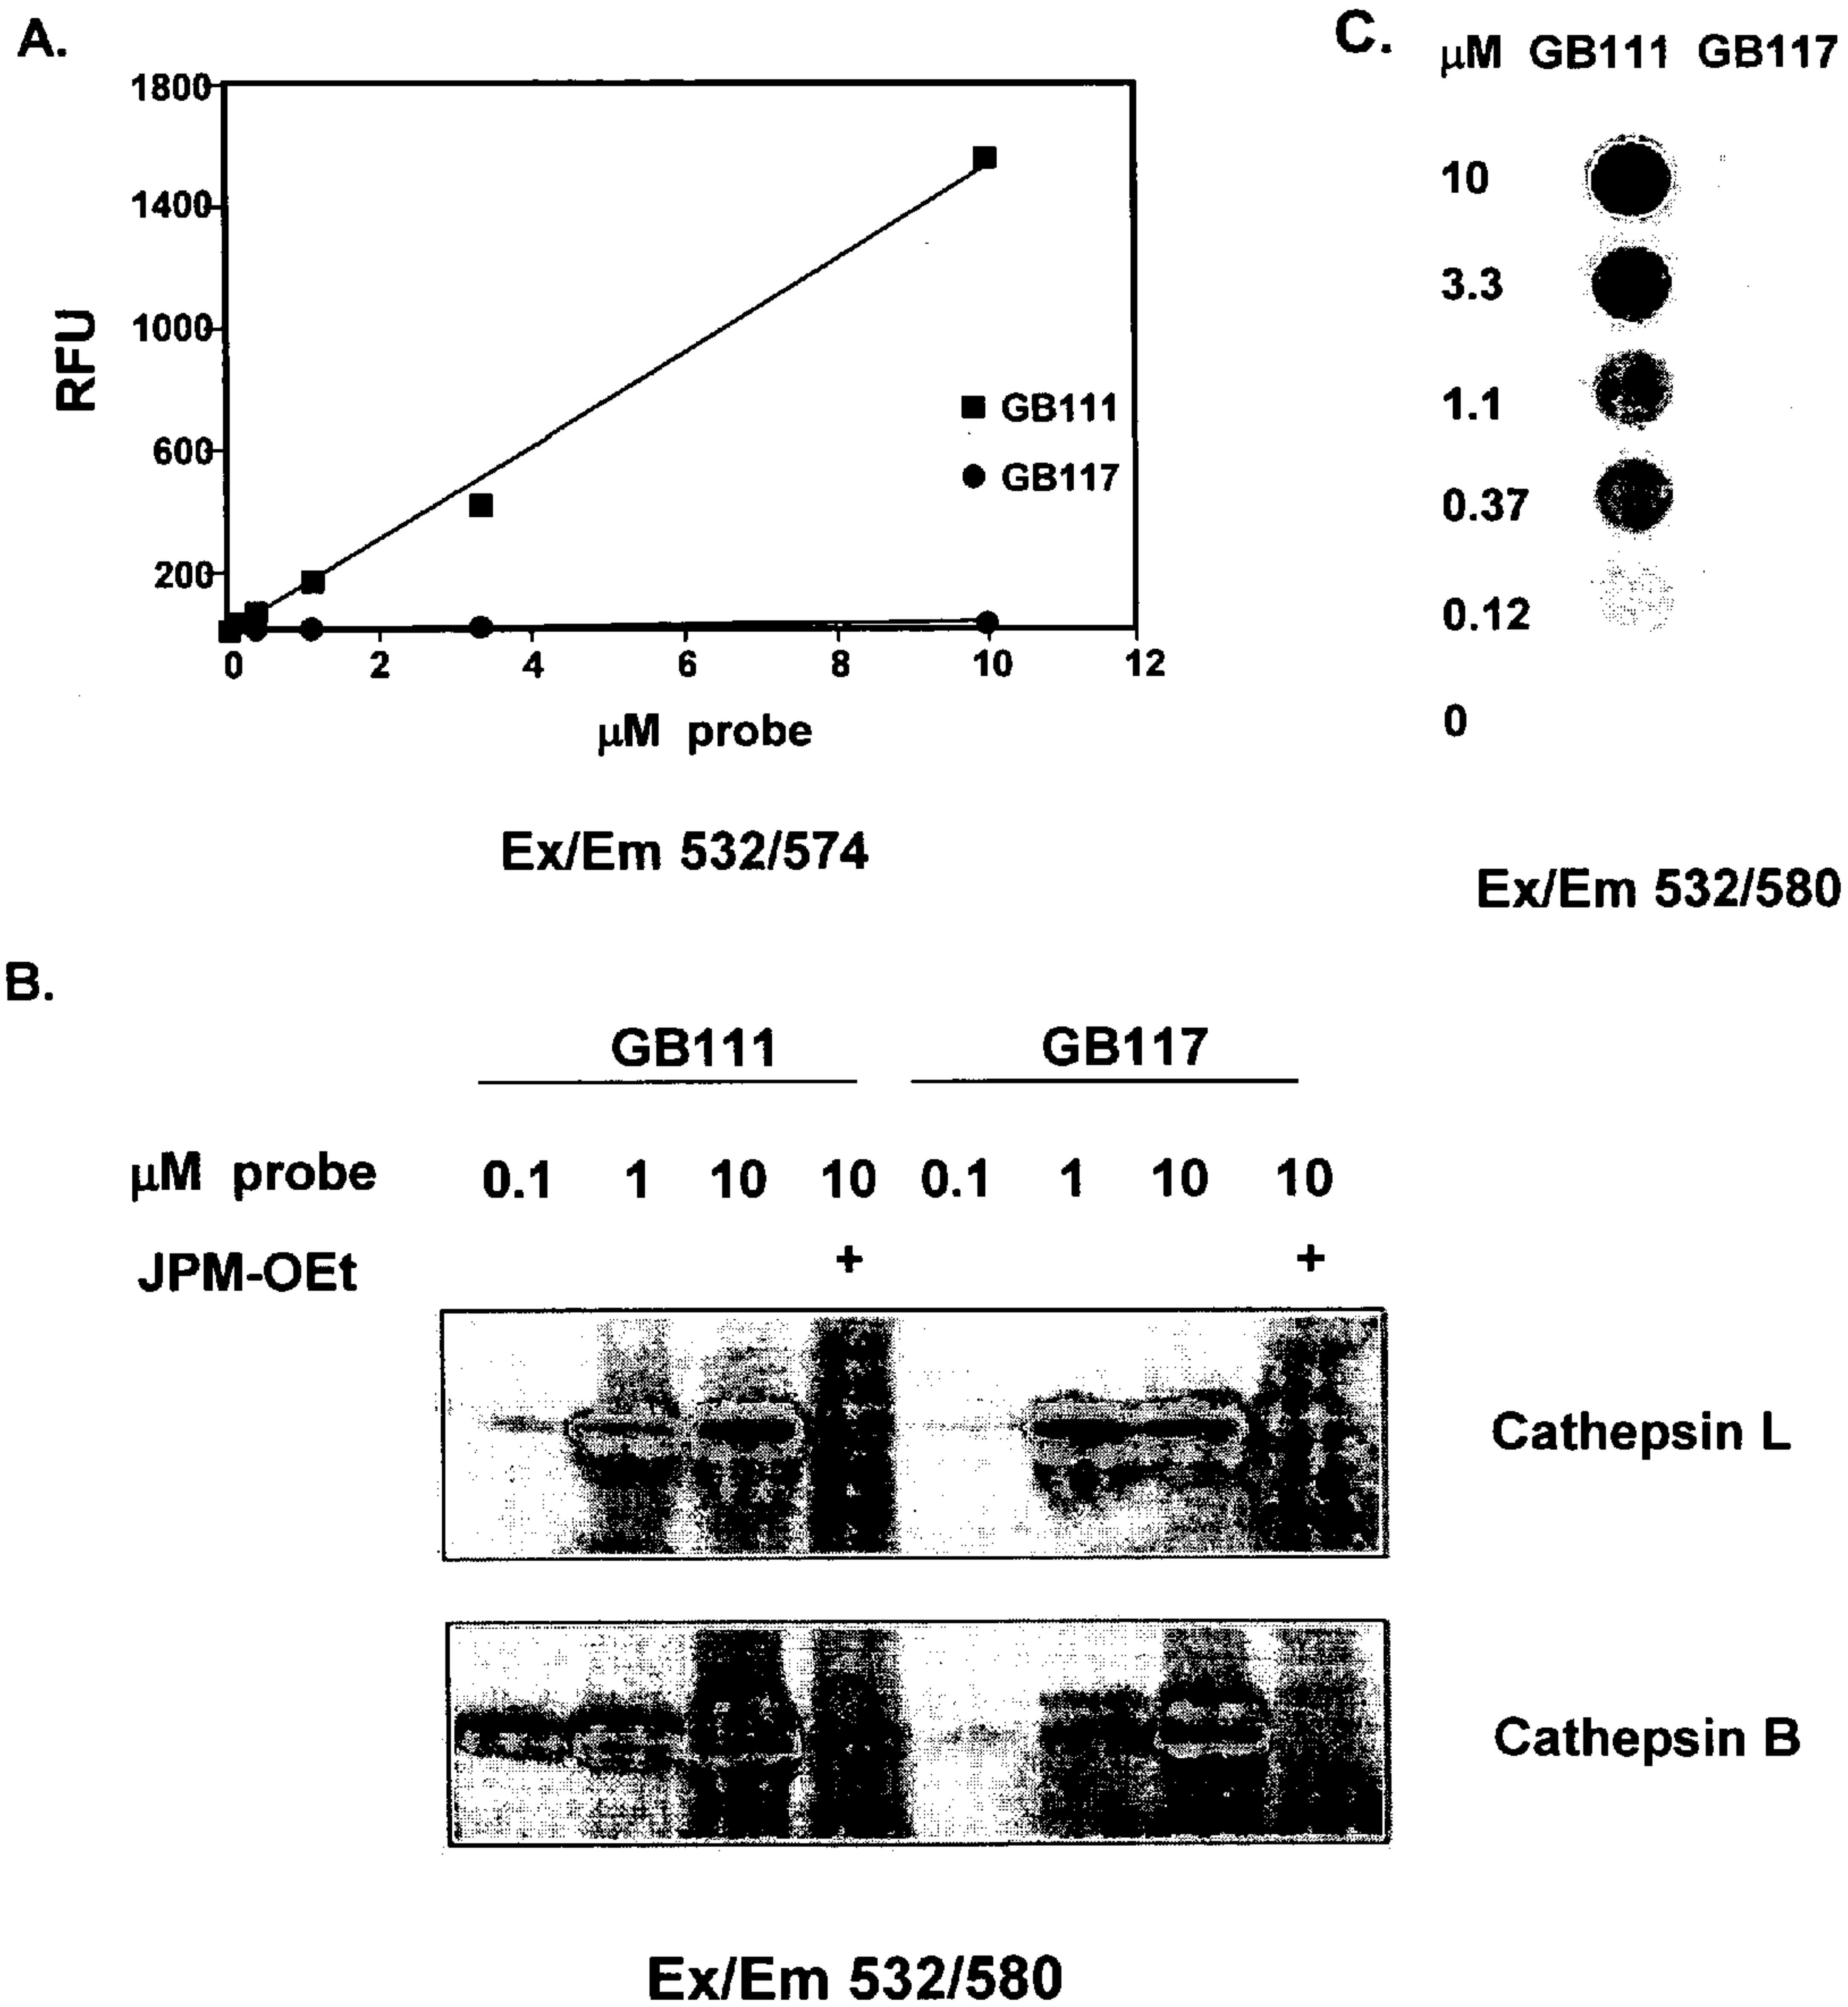 A.
1800
1400
1000
600
200
RFU
GB111
GB117
0 2 4 6 8 10 12
μM probe
Ex/Em 532/574
C.
μM GB111 GB117
10
3.3
1.1
0.37
0.12
0
Ex/Em 532/580
B.
GB111 GB117
μM probe 0.1 1 10 10 0.1 1 10 10
JPM-OEt + +
Cathepsin L
Cathepsin B
Ex/Em 532/580